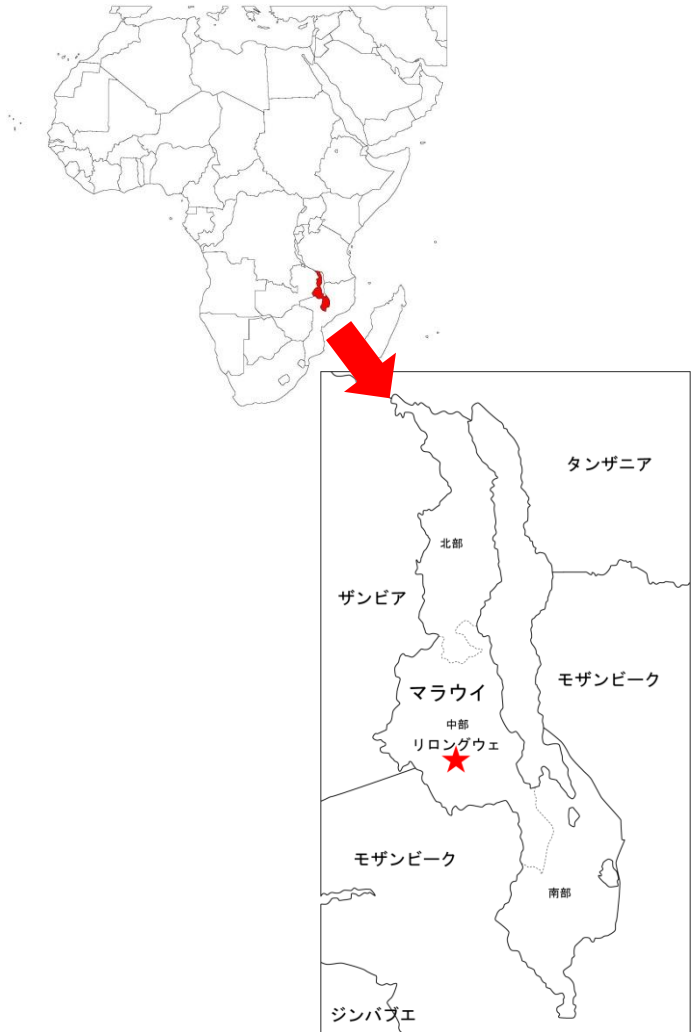 タンザニア
北部
ザンビア
モザンビーク
マラウイ
中部
リロングウェ
モザンビーク
南部
ジンバブエ